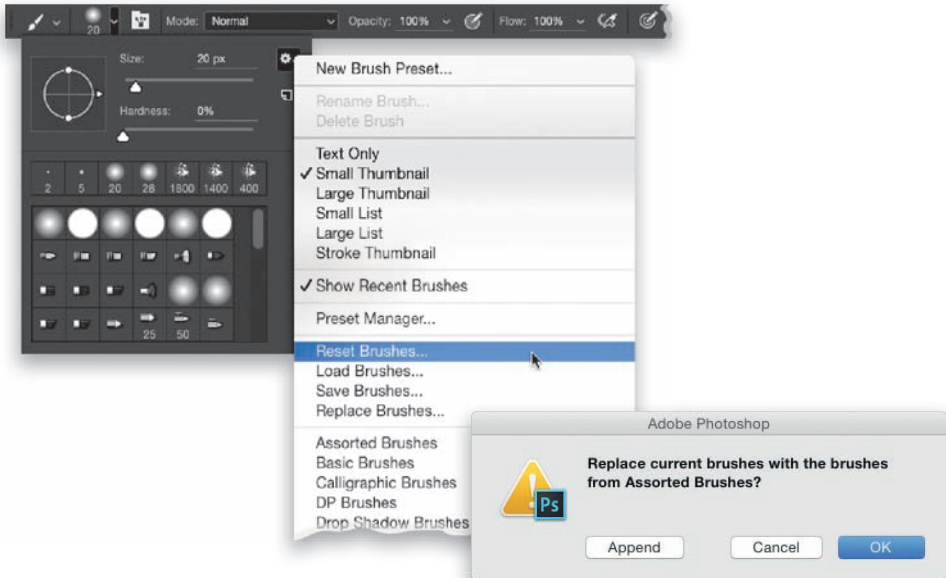 20
Mode: Normal
Opacity: 100%
Flow: 100%
Size: 20 px
Hardness: 0%
2 5 20 28 1800 1400 400
25 50
New Brush Preset...
Rename Brush...
Delete Brush
Text Only
✓ Small Thumbnail
Large Thumbnail
Small List
Large List
Stroke Thumbnail
✓ Show Recent Brushes
Preset Manager...
Reset Brushes...
Load Brushes...
Save Brushes...
Replace Brushes...
Assorted Brushes
Basic Brushes
Calligraphic Brushes
DP Brushes
Drop Shadow Brushes
Adobe Photoshop
Replace current brushes with the brushes
from Assorted Brushes?
Ps
Append Cancel OK